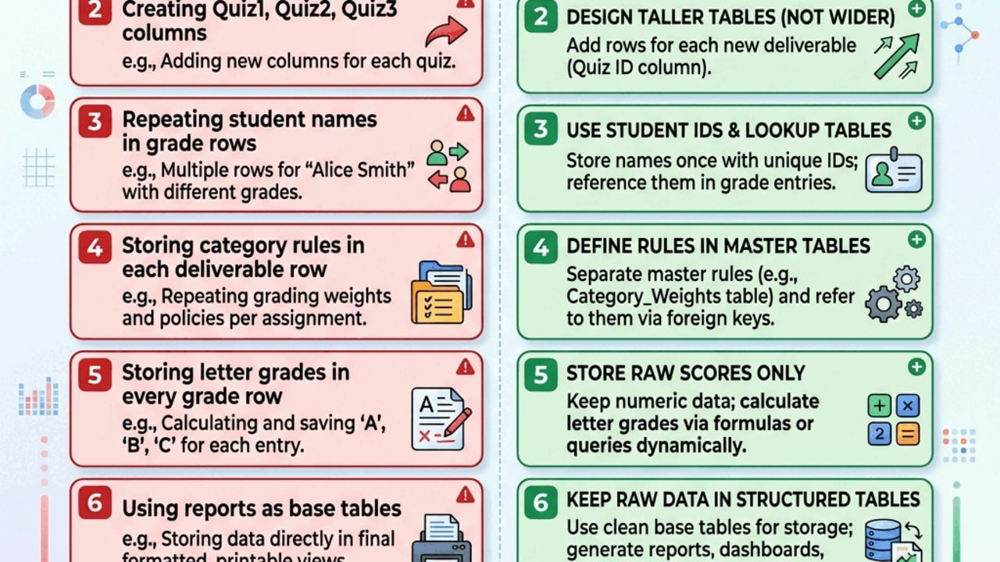 2
Creating Quiz1, Quiz2, Quiz3
columns
e.g., Adding new columns for each quiz.
3
Repeating student names
in grade rows
e.g., Multiple rows for “Alice Smith”
with different grades.
4
Storing category rules in
each deliverable row
e.g., Repeating grading weights
and policies per assignment.
5
Storing letter grades in
every grade row
e.g., Calculating and saving ‘A’,
‘B’, ‘C’ for each entry.
A
6
Using reports as base tables
e.g., Storing data directly in final
formatted, printable views.
2
DESIGN TALLER TABLES (NOT WIDER)
Add rows for each new deliverable
(Quiz ID column).
3
USE STUDENT IDS & LOOKUP TABLES
Store names once with unique IDs;
reference them in grade entries.
4
DEFINE RULES IN MASTER TABLES
Separate master rules (e.g.,
Category_Weights table) and refer
to them via foreign keys.
5
STORE RAW SCORES ONLY
Keep numeric data; calculate
letter grades via formulas or
queries dynamically.
+ ×
2 =
6
KEEP RAW DATA IN STRUCTURED TABLES
Use clean base tables for storage;
generate reports, dashboards,